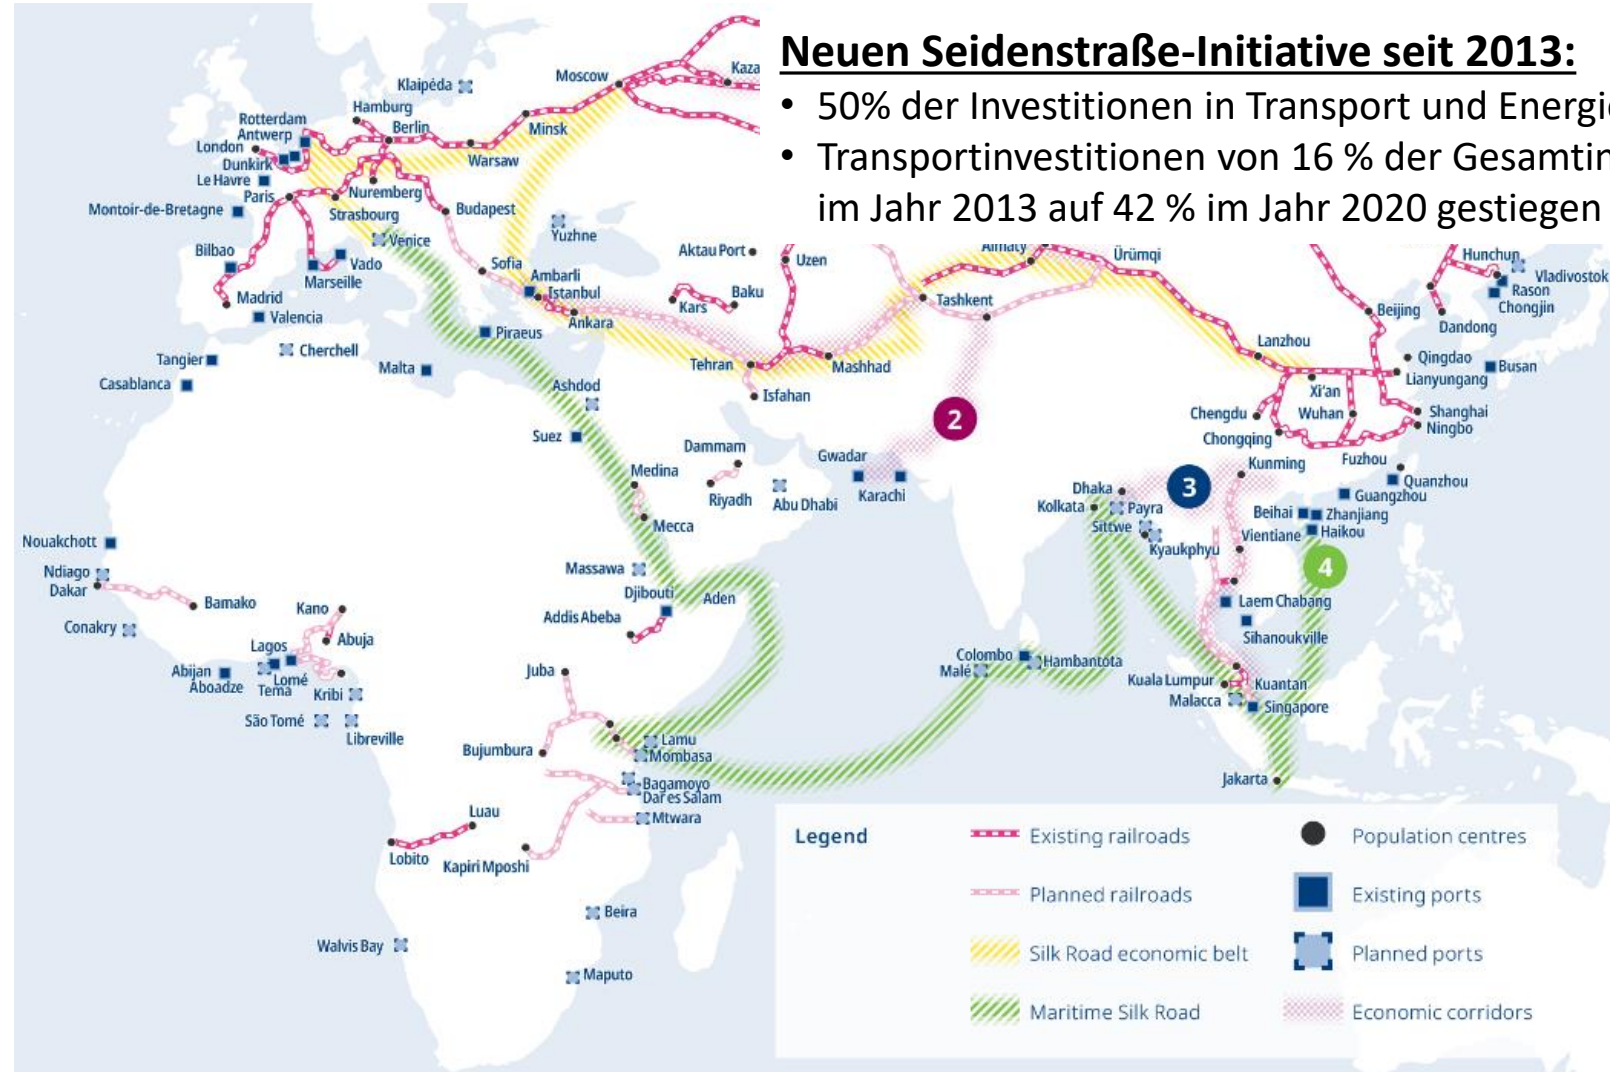 Neuen Seidenstraße-Initiative seit 2013:
• 50% der Investitionen in Transport und Energie
• Transportinvestitionen von 16 % der
im Jahr 2013 auf 42 % im Jahr 2020 gestiegen
Moscow
Kaza
Klaipéda
Hamburg
Rotterdam
Antwerp
Berlin
Minsk
London
Dunkirk
Warsaw
Le Havre
Paris
Nuremberg
Montoir-de-Bretagne
Strasbourg
Budapest
Venice
Yuzhne
Bilbao
Vado
Sofia
Aktau Port
Uzen
Almaty
Ürümqi
Hunchun
Vladivostok
Marseille
Ambarli
Istanbul
Rason
Chongjin
Madrid
Kars
Baku
Tashkent
Beijing
Dandong
Valencia
Ankara
Piraeus
Lanzhou
Cherchell
Tangier
Malta
Tehran
Mashhad
Qingdao
Busan
Lianyungang
Casablanca
Ashdod
Isfahan
Xi'an
Chengdu
Wuhan
Shanghai
2
Ningbo
Suez
Chongqing
Dammam
Gwadar
Kunming
Fuzhou
Medina
Riyadh
Abu Dhabi
Karachi
Dhaka
3
Quanzhou
Guangzhou
Kolkata
Payra
Beihai
Zhanjiang
Mecca
Sittwe
Vientiane
Haikou
Nouakchott
Kyaukphyu
Ndiago
Massawa
4
Dakar
Djibouti
Aden
Bamako
Kano
Addis Abeba
Laem Chabang
Conakry
Abuja
Sihanoukville
Lagos
Colombo
Hambantota
Abijan
Juba
Malé
Aboadze
Lomé
Tema
Kribi
Kuala Lumpur
Kuantan
Malacca
Singapore
São Tomé
Libreville
Bujumbura
Lamu
Mombasa
Bagamoyo
Dar es Salam
Jakarta
Luau
Mtwara
Lobito
Kapiri Mposhi
Beira
Walvis Bay
Maputo
Legend
Existing railroads
Population centres
Planned railroads
Existing ports
Silk Road economic belt
Planned ports
Maritime Silk Road
Economic corridors